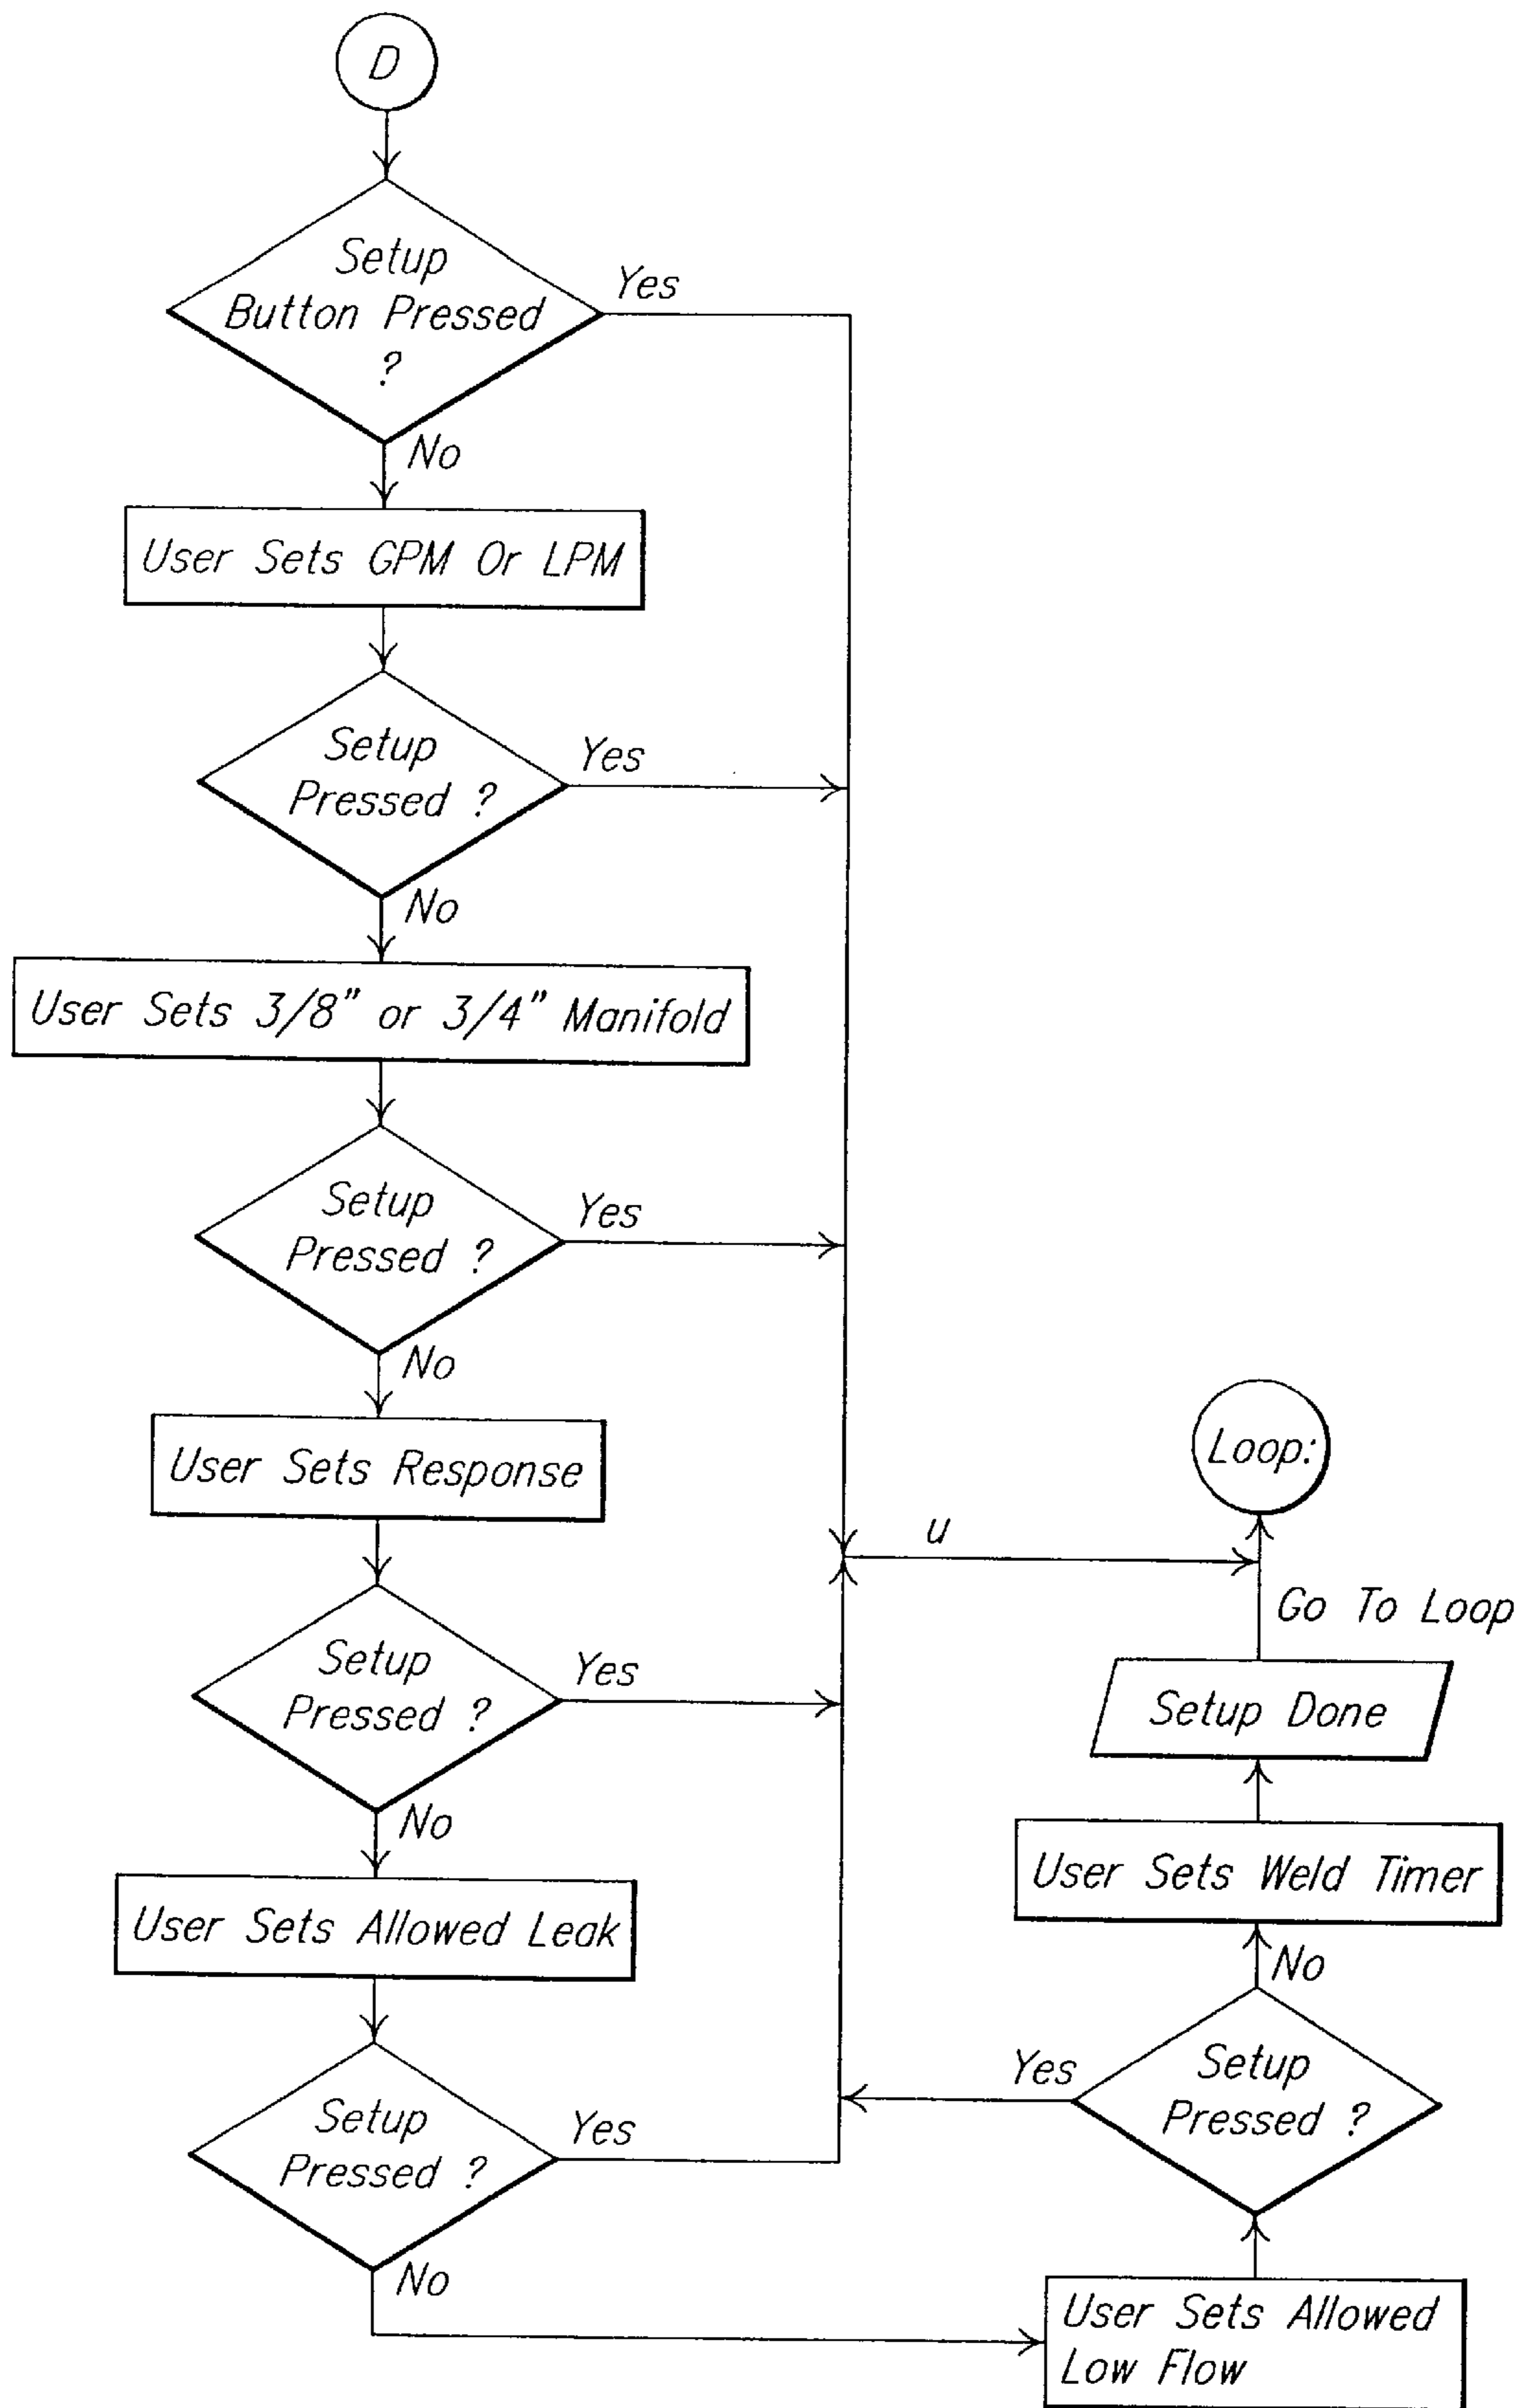 D
Setup
Button Pressed
?
Yes
No
User Sets GPM Or LPM
Setup
Pressed ?
Yes
No
User Sets 3/8" or 3/4" Manifold
Setup
Pressed ?
Yes
No
User Sets Response
Setup
Pressed ?
Yes
No
User Sets Allowed Leak
Setup
Pressed ?
Yes
No
User Sets Allowed
Low Flow
Setup
Pressed ?
Yes
No
User Sets Weld Timer
Setup Done
Go To Loop
u
Loop: